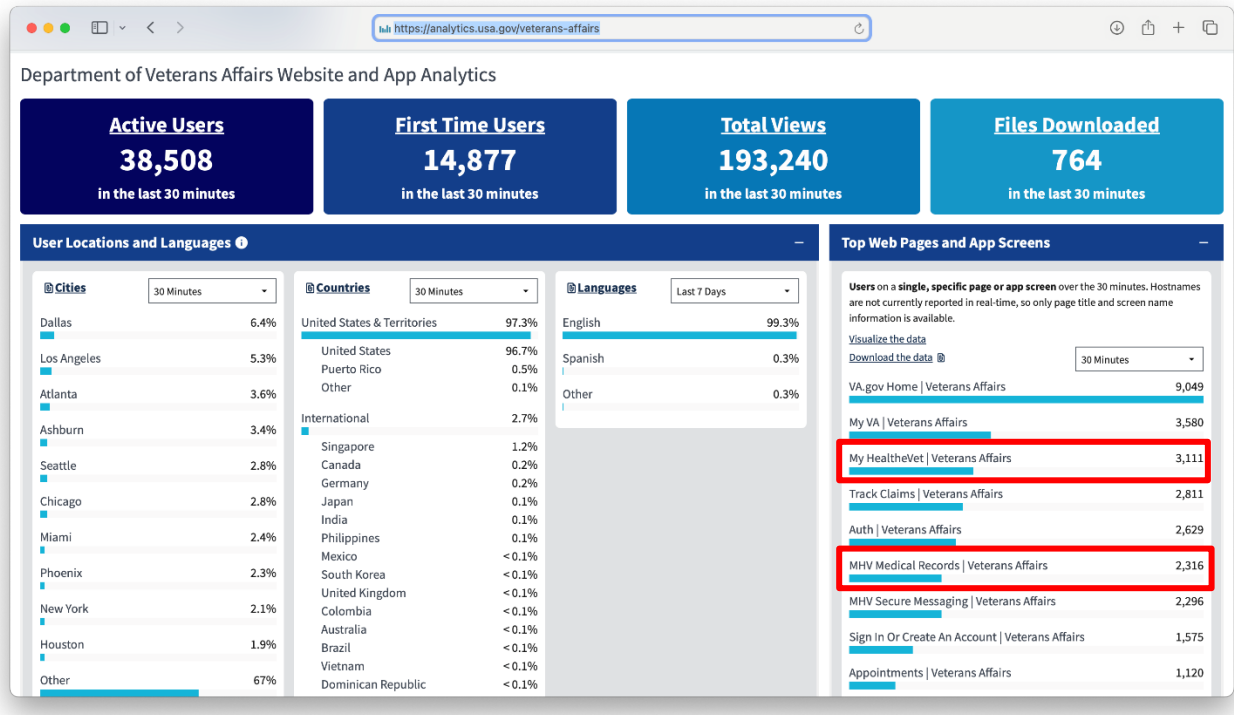 https://analytics.usa.gov/veterans-affairs
Department of Veterans Affairs Website and App Analytics
Active Users
38,508
in the last 30 minutes
First Time Users
14,877
in the last 30 minutes
Total Views
193,240
in the last 30 minutes
Files Downloaded
764
in the last 30 minutes
User Locations and Languages
Cities
30 Minutes
Dallas 6.4%
Los Angeles 5.3%
Atlanta 3.6%
Ashburn 3.4%
Seattle 2.8%
Chicago 2.8%
Miami 2.4%
Phoenix 2.3%
New York 2.1%
Houston 1.9%
Other 67%
Countries
30 Minutes
United States & Territories 97.3%
United States 96.7%
Puerto Rico 0.5%
Other 0.1%
International 2.7%
Singapore 1.2%
Canada 0.2%
Germany 0.2%
Japan 0.1%
India 0.1%
Philippines 0.1%
Mexico < 0.1%
South Korea < 0.1%
United Kingdom < 0.1%
Colombia < 0.1%
Australia < 0.1%
Brazil < 0.1%
Vietnam < 0.1%
Dominican Republic < 0.1%
Languages
Last 7 Days
English 99.3%
Spanish 0.3%
Other 0.3%
Top Web Pages and App Screens
Users on a single, specific page or app screen over the 30 minutes. Hostnames
are not currently reported in real-time, so only page title and screen name
information is available.
Visualize the data
Download the data
30 Minutes
VA.gov Home | Veterans Affairs 9,049
My VA | Veterans Affairs 3,580
My HealtheVet | Veterans Affairs 3,111
Track Claims | Veterans Affairs 2,811
Auth | Veterans Affairs 2,629
MHV Medical Records | Veterans Affairs 2,316
MHV Secure Messaging | Veterans Affairs 2,296
Sign In Or Create An Account | Veterans Affairs 1,575
Appointments | Veterans Affairs 1,120